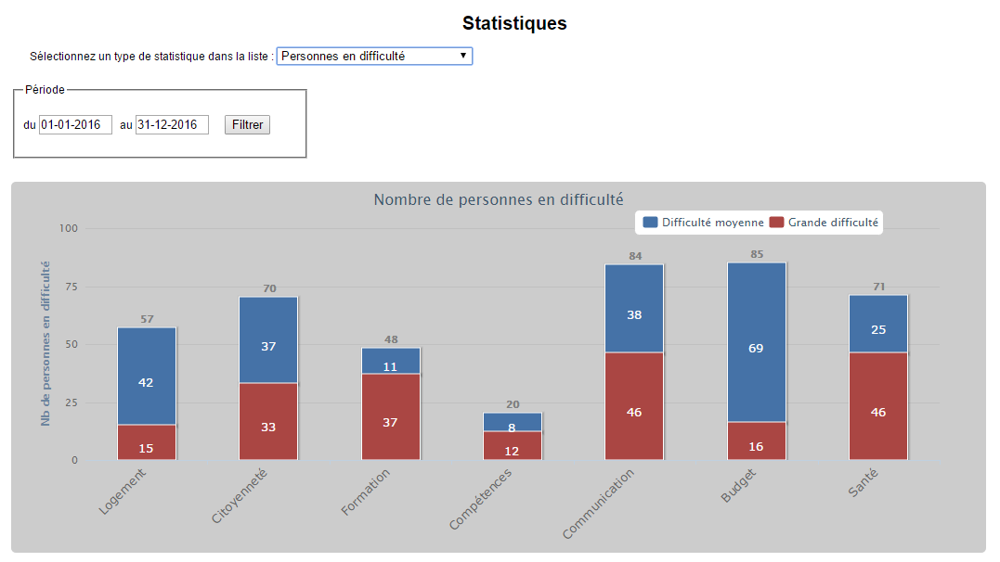 Statistiques
Sélectionnez un type de statistique dans la liste : Personnes en difficulté
Période
du 01-01-2016 au 31-12-2016 Filtrer
Nombre de personnes en difficulté
Difficulté moyenne Grande difficulté
Nb de personnes en difficulté
100
75
50
25
0
57
42
15
70
37
33
48
11
37
20
8
12
84
38
46
85
69
16
71
25
46
Logement
Citoyenneté
Formation
Compétences
Communication
Budget
Santé